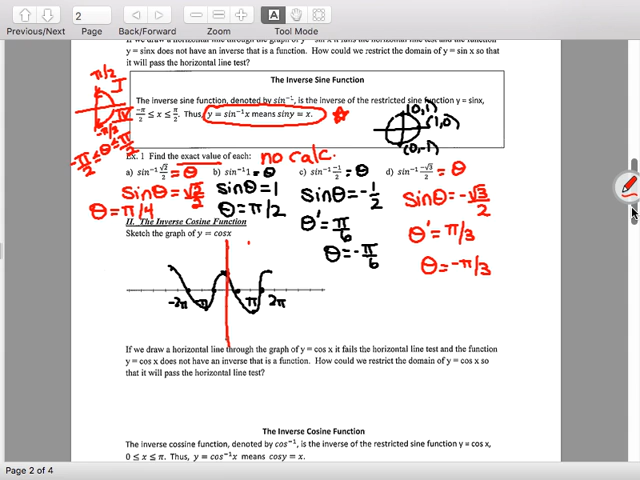 2
A
Previous/Next
Page
Zoom
Tool Mode
y = sinx does not have an inverse that is a function. How could we restrict the domain of y = sin x so that
it will pass the horizontal line test?
The Inverse Sine Function
The inverse sine function, denoted by sin⁻¹, is the inverse of the restricted sine function y = sinx,
-π/2 ≤ x ≤ π/2. Thus, y = sin⁻¹x means siny = x.
π/2
I
IV
-π/2
-π/2 ≤ θ ≤ π/2
(0,1)
(1,0)
(0,-1)
Ex. 1 Find the exact value of each: no calc.
a) sin⁻¹ √2/2 = θ b) sin⁻¹1 = θ c) sin⁻¹ -1/2 = θ d) sin⁻¹ -√3/2 = θ
sinθ = √2/2 sinθ = 1 sinθ = -1/2 sinθ = -√3/2
θ = π/4 θ = π/2 θ' = π/6 θ' = π/3
θ = -π/6 θ = -π/3
II. The Inverse Cosine Function
Sketch the graph of y = cosx
-2π -π π 2π
If we draw a horizontal line through the graph of y = cos x it fails the horizontal line test and the function
y = cos x does not have an inverse that is a function. How could we restrict the domain of y = cos x so
that it will pass the horizontal line test?
The Inverse Cosine Function
The inverse cossine function, denoted by cos⁻¹, is the inverse of the restricted sine function y = cos x,
0 ≤ x ≤ π. Thus, y = cos⁻¹x means cosy = x.
Page 2 of 4